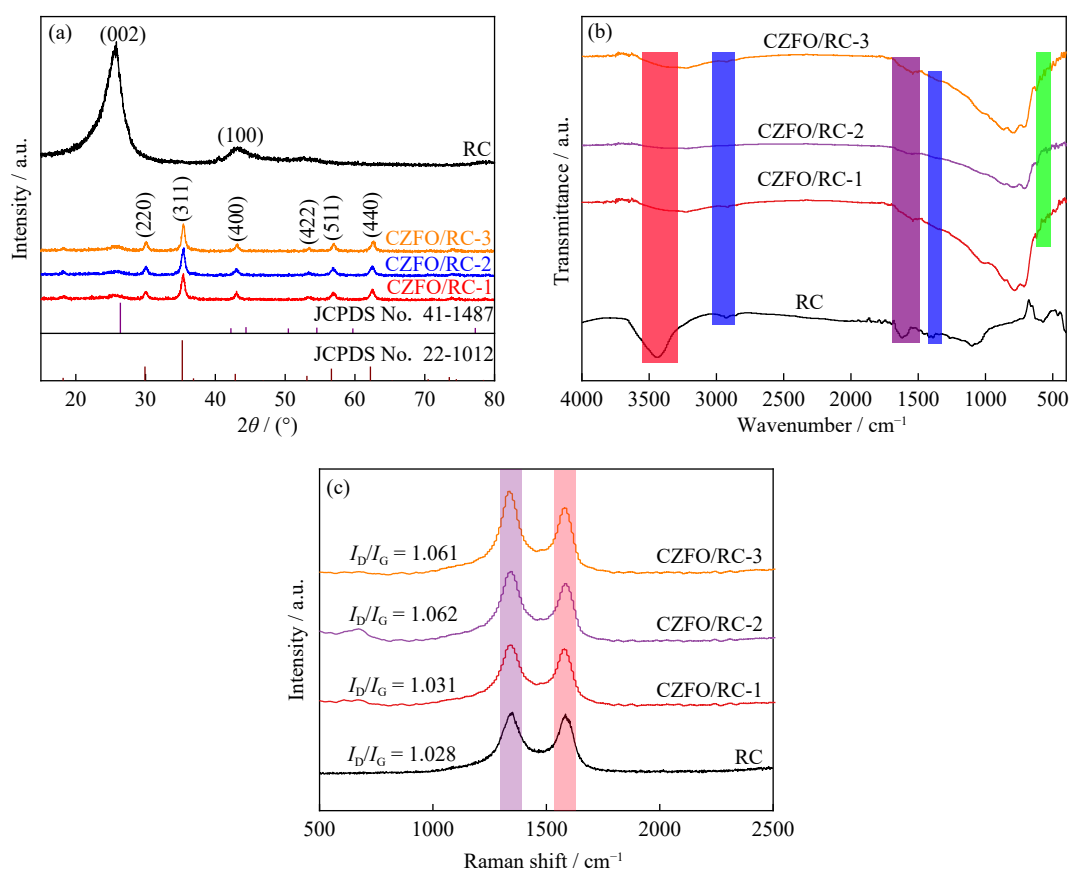 (a)
(002)
(100)
RC
(220)
(311)
(400)
(422)
(511)
(440)
CZFO/RC-3
CZFO/RC-2
CZFO/RC-1
JCPDS No. 41-1487
JCPDS No. 22-1012
Intensity / a.u.
20 30 40 50 60 70 80
2θ / (°)
(b)
CZFO/RC-3
CZFO/RC-2
CZFO/RC-1
RC
Transmittance / a.u.
4000 3500 3000 2500 2000 1500 1000 500
Wavenumber / cm⁻¹
(c)
I_D/I_G = 1.061
CZFO/RC-3
I_D/I_G = 1.062
CZFO/RC-2
I_D/I_G = 1.031
CZFO/RC-1
I_D/I_G = 1.028
RC
Intensity / a.u.
500 1000 1500 2000 2500
Raman shift / cm⁻¹